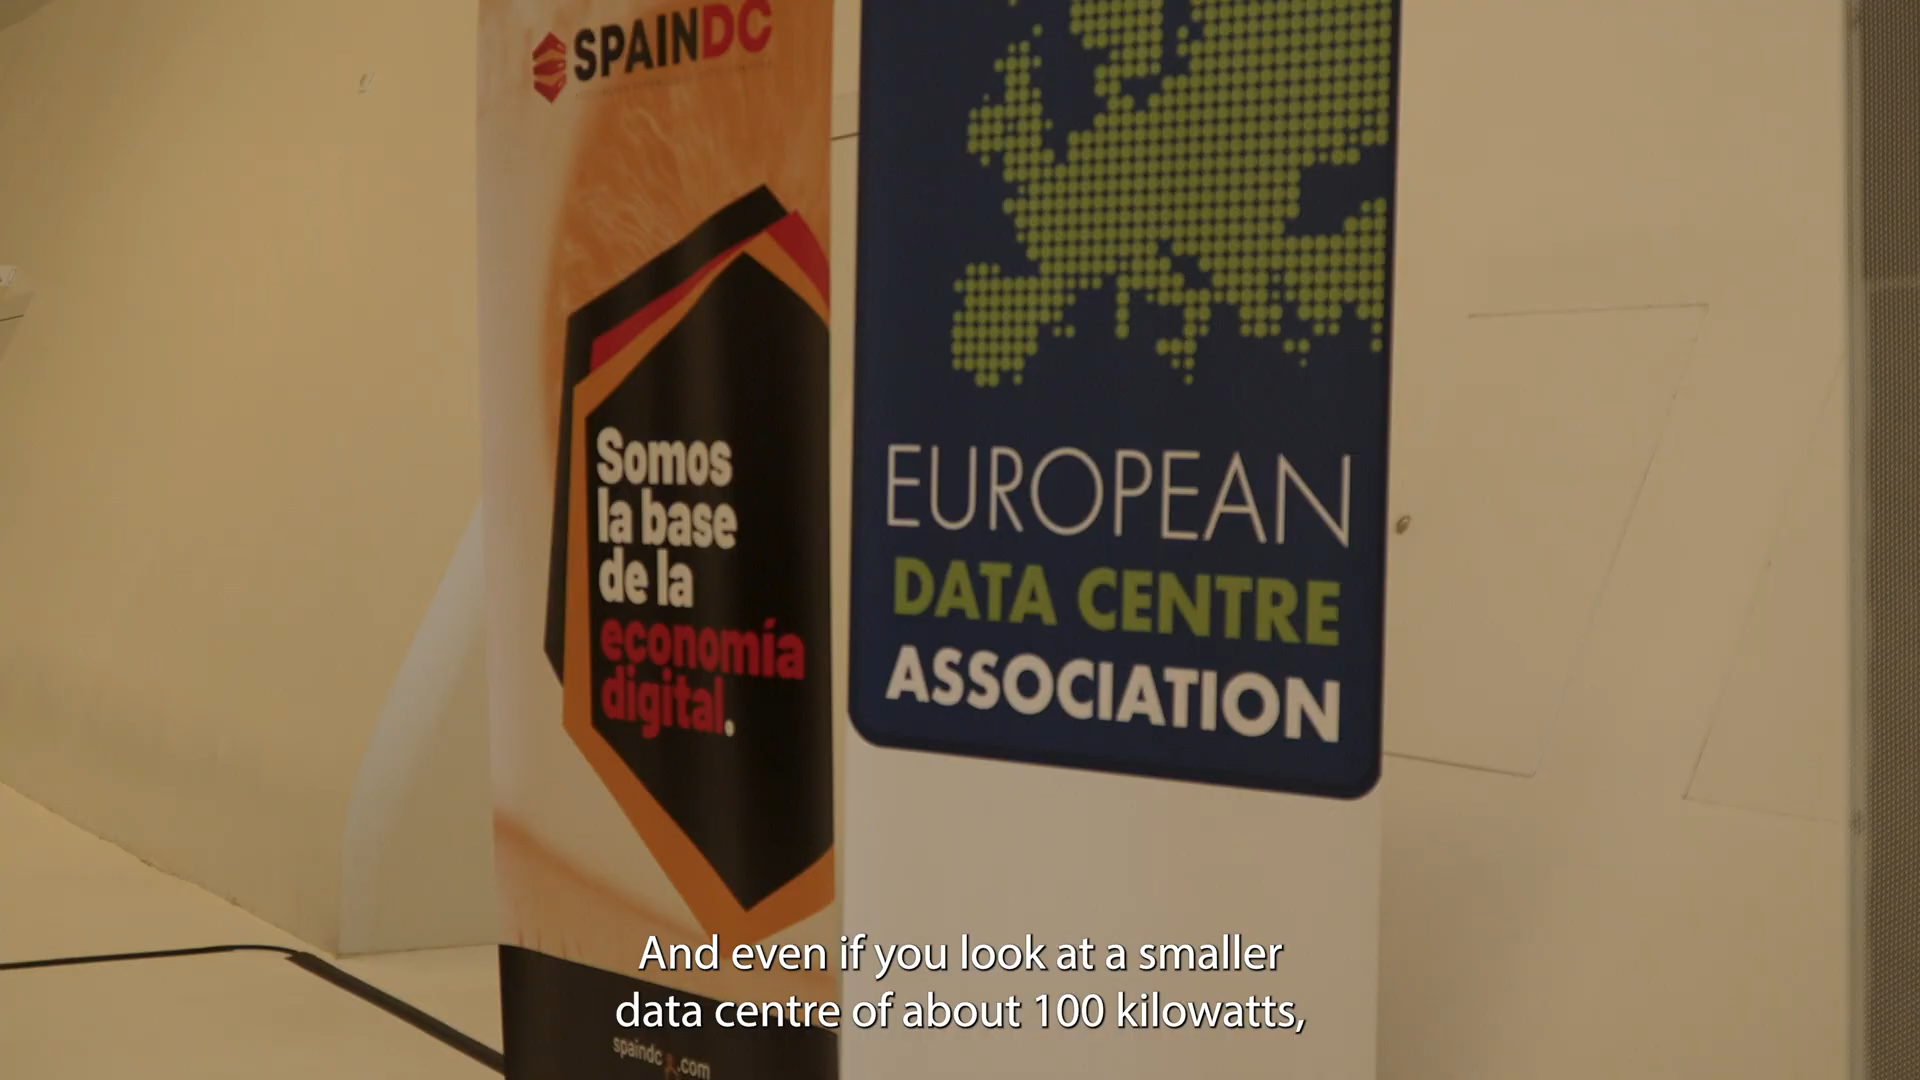 SPAINDC
Somos
la base
de la
economía
digital.
EUROPEAN
DATA CENTRE
ASSOCIATION
And even if you look at a smaller
data centre of about 100 kilowatts,
spaindc .com